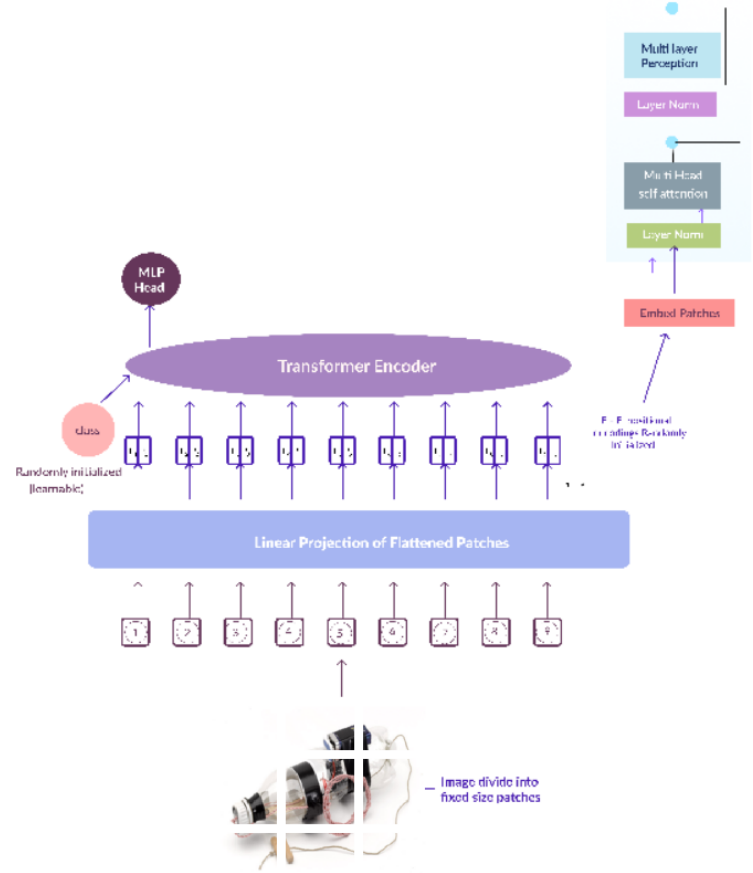 Multi layer
Perception
Layer Norm
Multi Head
self attention
Layer Norm
MLP
Head
Embed Patches
Transformer Encoder
class
encodings Randomly
Randomly initialized
(learnable)
Linear Projection of Flattened Patches
1
2
3
4
5
6
7
8
9
Image divide into
fixed size patches